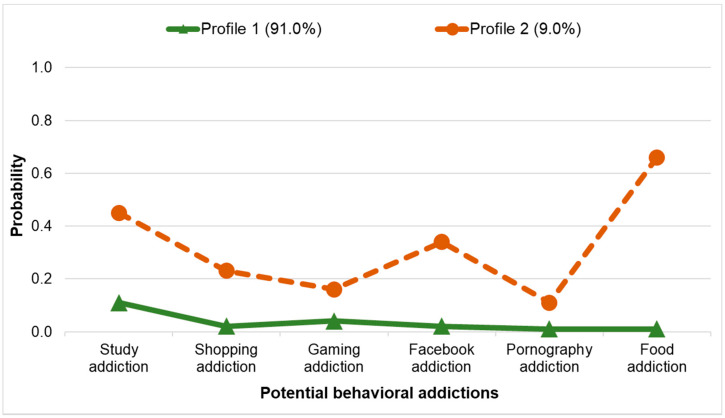 Profile 1 (91.0%) Profile 2 (9.0%)
1.0
0.8
0.6
0.4
0.2
0.0
Probability
Study addiction
Shopping addiction
Gaming addiction
Facebook addiction
Pornography addiction
Food addiction
Potential behavioral addictions